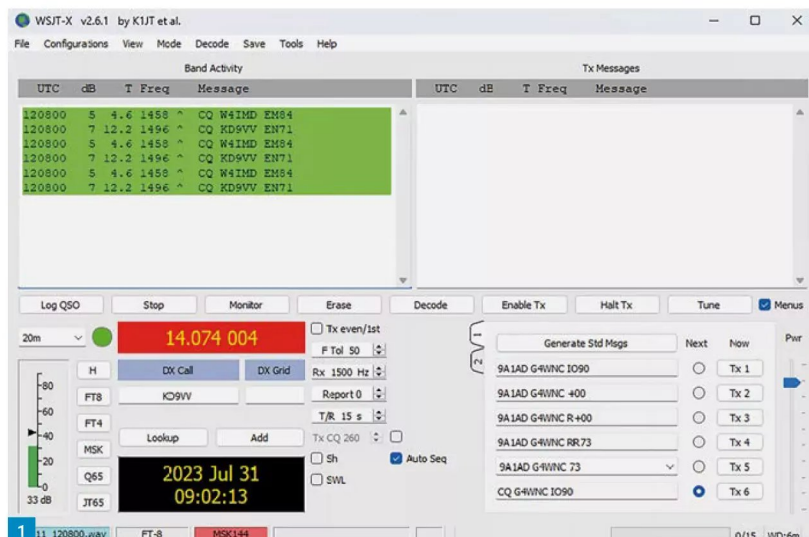 WSJT-X v2.6.1 by K1JT et al.
File Configurations View Mode Decode Save Tools Help
Band Activity Tx Messages
UTC dB T Freq Message UTC dB T Freq Message
120800 5 4.6 1458 ^ CQ W4IMD EM84
120800 7 12.2 1496 ^ CQ KD9VV EN71
120800 5 4.6 1458 ^ CQ W4IMD EM84
120800 7 12.2 1496 ^ CQ KD9VV EN71
120800 5 4.6 1458 ^ CQ W4IMD EM84
120800 7 12.2 1496 ^ CQ KD9VV EN71
Log QSO Stop Monitor Erase Decode Enable Tx Halt Tx Tune Menus
20m 14.074 004 Tx even/1st Generate Std Msgs Next Now Pwr
F Tol 50
H DX Call DX Grid Rx 1500 Hz 9A1AD G4WNC IO90 Tx 1
-80
FT8 KD9VV Report 0 9A1AD G4WNC +00 Tx 2
-60
FT4 T/R 15 s 9A1AD G4WNC R+00 Tx 3
-40 Lookup Add Tx CQ 260
MSK Sh Auto Seq 9A1AD G4WNC RR73 Tx 4
-20
Q65 2023 Jul 31 SWL 9A1AD G4WNC 73 Tx 5
0
33 dB JT65 09:02:13 CQ G4WNC IO90 Tx 6
1 11_120800.wav FT-8 MSK144 0/15 WD:6m
1
2